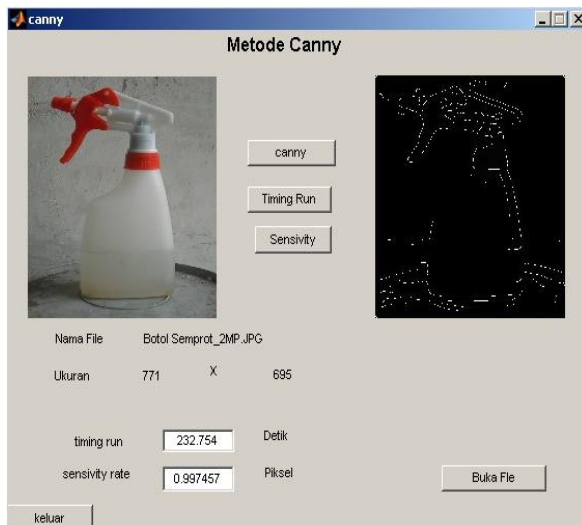 canny
Metode Canny
canny
Timing Run
Sensivity
Nama File Botol Semprot_2MP.JPG
Ukuran 771 X 695
timing run 232.754 Detik
sensivity rate 0.997457 Piksel
Buka Fle
keluar